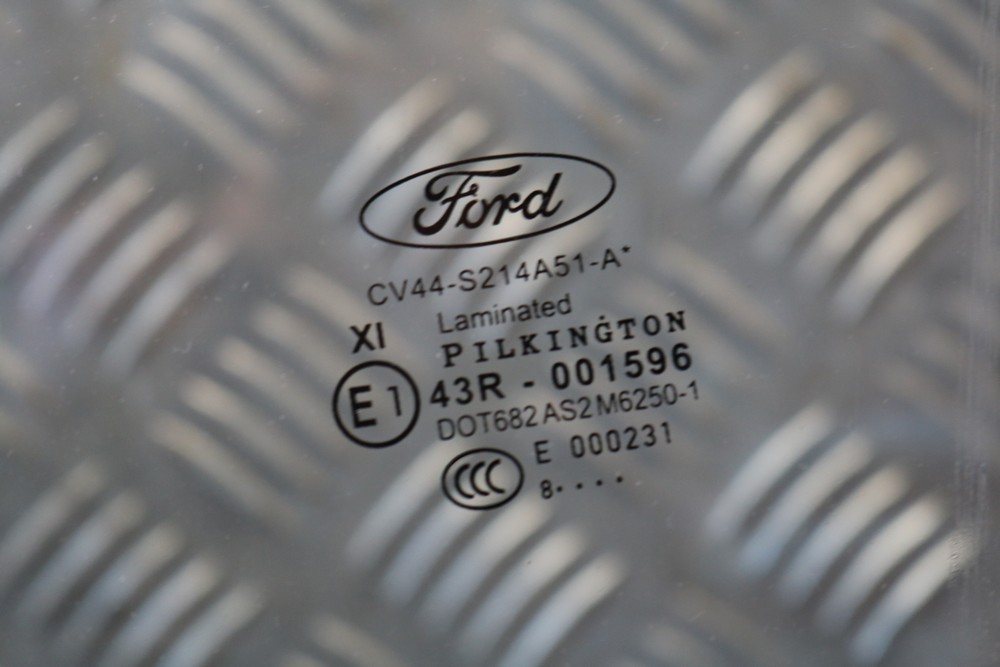 Ford
CV44-S214A51-A*
Laminated
XI
PILKINGTON
E1
43R - 001596
DOT682 AS2 M6250-1
CCC
E 000231
8. . . .